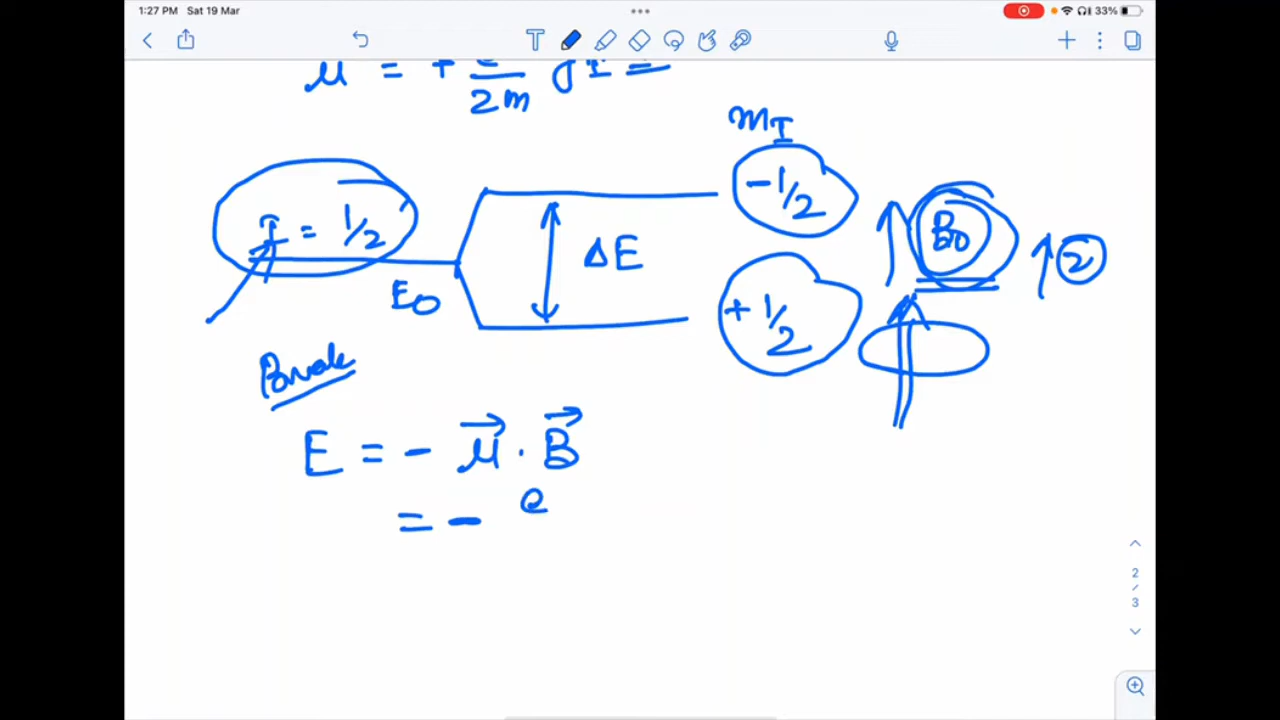 1:27 PM Sat 19 Mar
33%
μ = + e/2m g I
m_I
I = 1/2
E0
ΔE
-1/2
+1/2
B0
2
E = - μ⃗ · B⃗
= - e
2
/
3